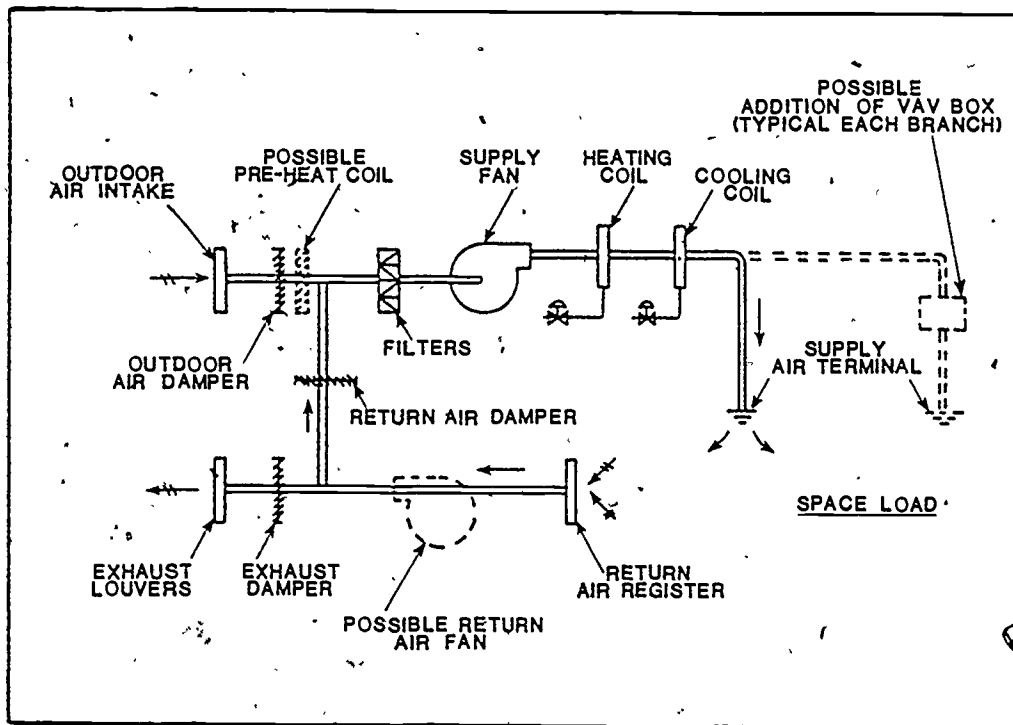 POSSIBLE
ADDITION OF VAV BOX
(TYPICAL EACH BRANCH)
OUTDOOR
AIR INTAKE
POSSIBLE
PRE-HEAT COIL
SUPPLY
FAN
HEATING
COIL
COOLING
COIL
OUTDOOR
AIR DAMPER
FILTERS
SUPPLY
AIR TERMINAL
RETURN AIR DAMPER
SPACE LOAD
EXHAUST
LOUVERS
EXHAUST
DAMPER
POSSIBLE RETURN
AIR FAN
RETURN
AIR REGISTER